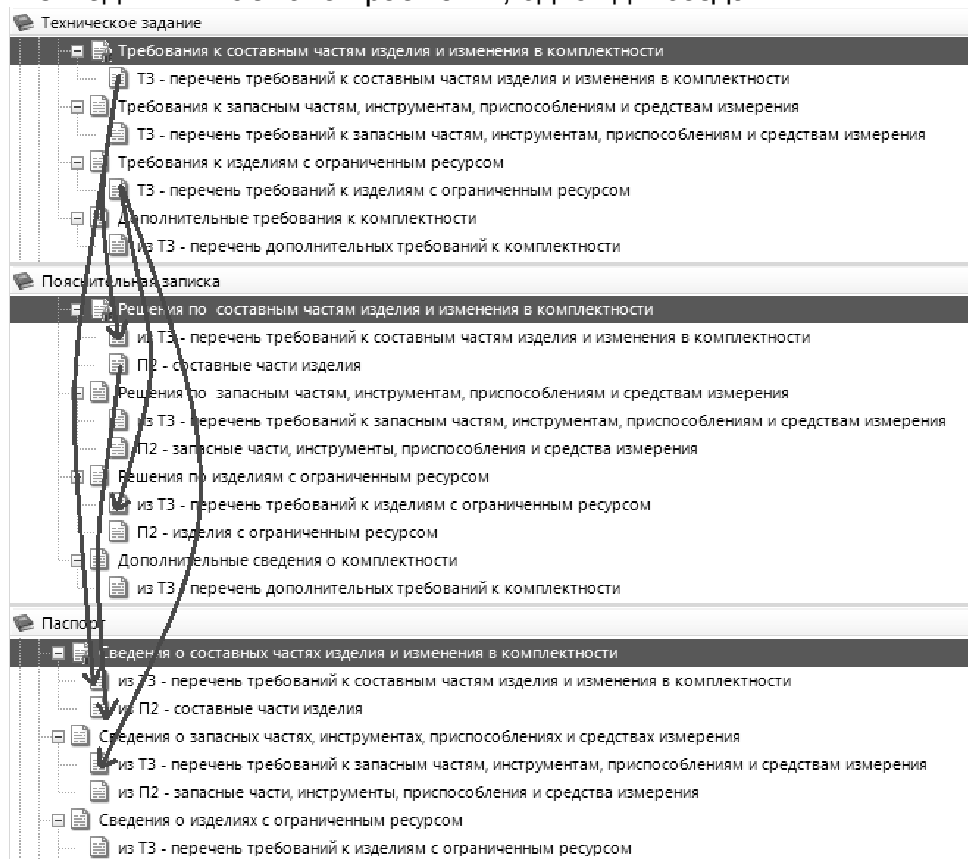 Техническое задание
Требования к составным частям изделия и изменения в комплектности
ТЗ - перечень требований к составным частям изделия и изменения в комплектности
Требования к запасным частям, инструментам, приспособлениям и средствам измерения
ТЗ - перечень требований к запасным частям, инструментам, приспособлениям и средствам измерения
Требования к изделиям с ограниченным ресурсом
ТЗ - перечень требований к изделиям с ограниченным ресурсом
Дополнительные требования к комплектности
из ТЗ - перечень дополнительных требований к комплектности
Пояснительная записка
Решения по составным частям изделия и изменения в комплектности
из ТЗ - перечень требований к составным частям изделия и изменения в комплектности
П2 - составные части изделия
Решения по запасным частям, инструментам, приспособлениям и средствам измерения
из ТЗ - перечень требований к запасным частям, инструментам, приспособлениям и средствам измерения
П2 - запасные части, инструменты, приспособления и средства измерения
Решения по изделиям с ограниченным ресурсом
из ТЗ - перечень требований к изделиям с ограниченным ресурсом
П2 - изделия с ограниченным ресурсом
Дополнительные сведения о комплектности
из ТЗ - перечень дополнительных требований к комплектности
Паспорт
Сведения о составных частях изделия и изменения в комплектности
из ТЗ - перечень требований к составным частям изделия и изменения в комплектности
из П2 - составные части изделия
Сведения о запасных частях, инструментах, приспособлениях и средствах измерения
из ТЗ - перечень требований к запасным частям, инструментам, приспособлениям и средствам измерения
из П2 - запасные части, инструменты, приспособления и средства измерения
Сведения о изделиях с ограниченным ресурсом
из ТЗ - перечень требований к изделиям с ограниченным ресурсом